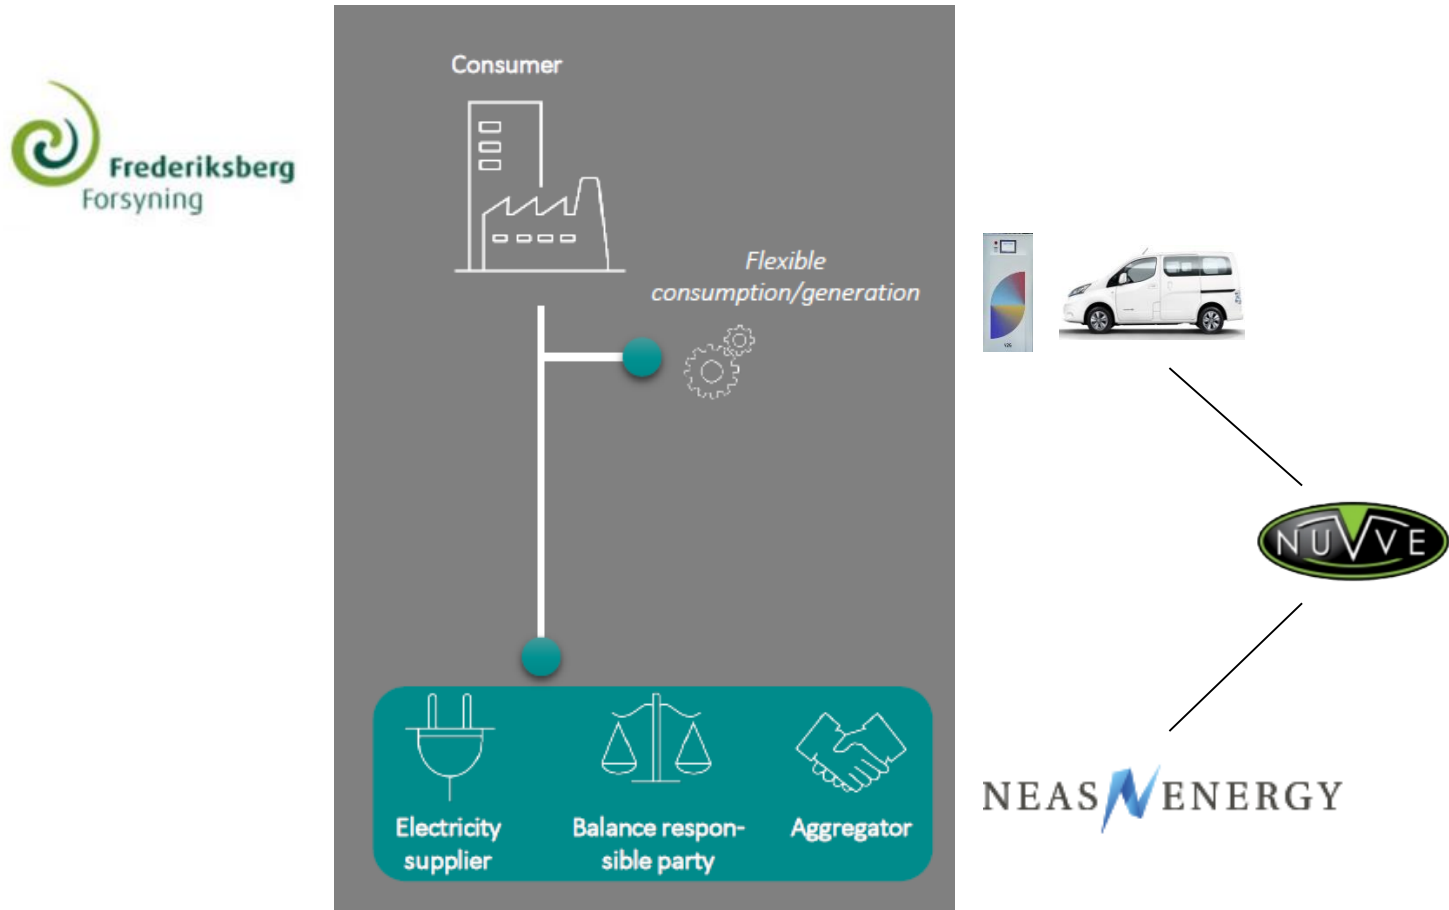 Consumer
Frederiksberg
Forsyning
Flexible
consumption/generation
NUVVE
NEAS ENERGY
Electricity
supplier
Balance respon-
sible party
Aggregator